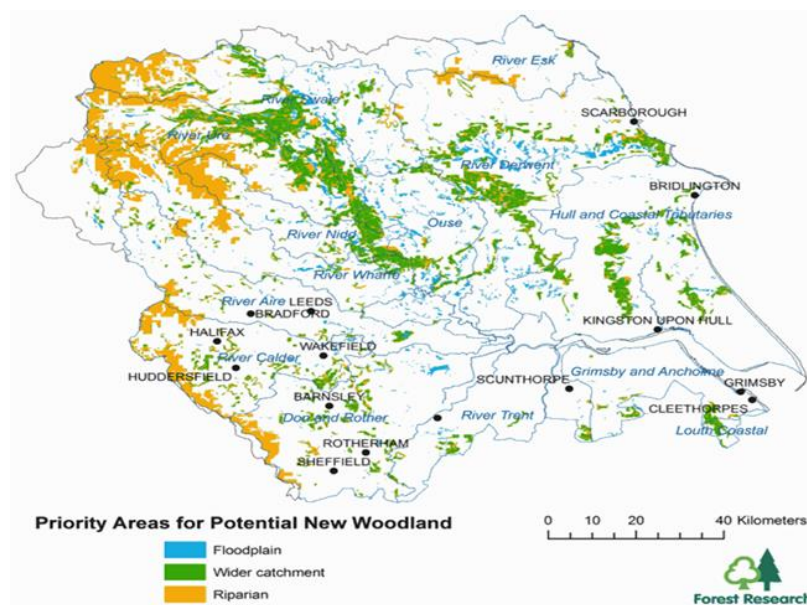 River Esk
River Swale
SCARBOROUGH
River Ure
River Derwent
BRIDLINGTON
Hull and Coastal Tributaries
Ouse
River Nidd
River Wharfe
River Aire
LEEDS
BRADFORD
KINGSTON UPON HULL
HALIFAX
WAKEFIELD
River Calder
HUDDERSFIELD
SCUNTHORPE
Grimsby and Ancholme
GRIMSBY
BARNSLEY
CLEETHORPES
Don and Rother
River Trent
Louth Coastal
ROTHERHAM
SHEFFIELD
Priority Areas for Potential New Woodland
0 10 20 40 Kilometers
Floodplain
Wider catchment
Riparian
Forest Research